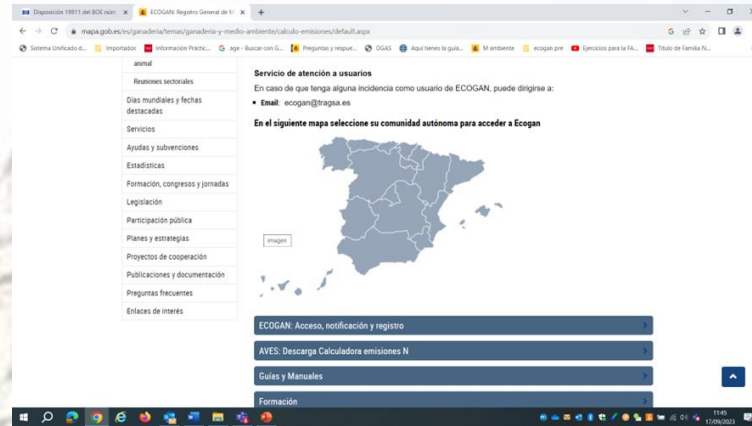 Disposición 19911 del BOE núm.
ECOGAN: Registro General de M
mapa.gob.es/es/ganaderia/temas/ganaderia-y-medio-ambiente/calculo-emisiones/default.aspx
Sistema Unificado d...
Importados
Información Práctic...
age - Buscar con G...
Preguntas y respue...
DGAS
Aqui tienes la guía...
M ambiente
ecogan pre
Ejercicios para la FA...
Titulo de Familia N...
animal
Reuniones sectoriales
Días mundiales y fechas
destacadas
Servicios
Ayudas y subvenciones
Estadísticas
Formación, congresos y jornadas
Legislación
Participación pública
Planes y estrategias
Proyectos de cooperación
Publicaciones y documentación
Preguntas frecuentes
Enlaces de interés
Servicio de atención a usuarios
En caso de que tenga alguna incidencia como usuario de ECOGAN, puede dirigirse a:
Email: ecogan@tragsa.es
En el siguiente mapa seleccione su comunidad autónoma para acceder a Ecogan
imagen
ECOGAN: Acceso, notificación y registro
AVES: Descarga Calculadora emisiones N
Guías y Manuales
Formación
11:45
17/09/2023